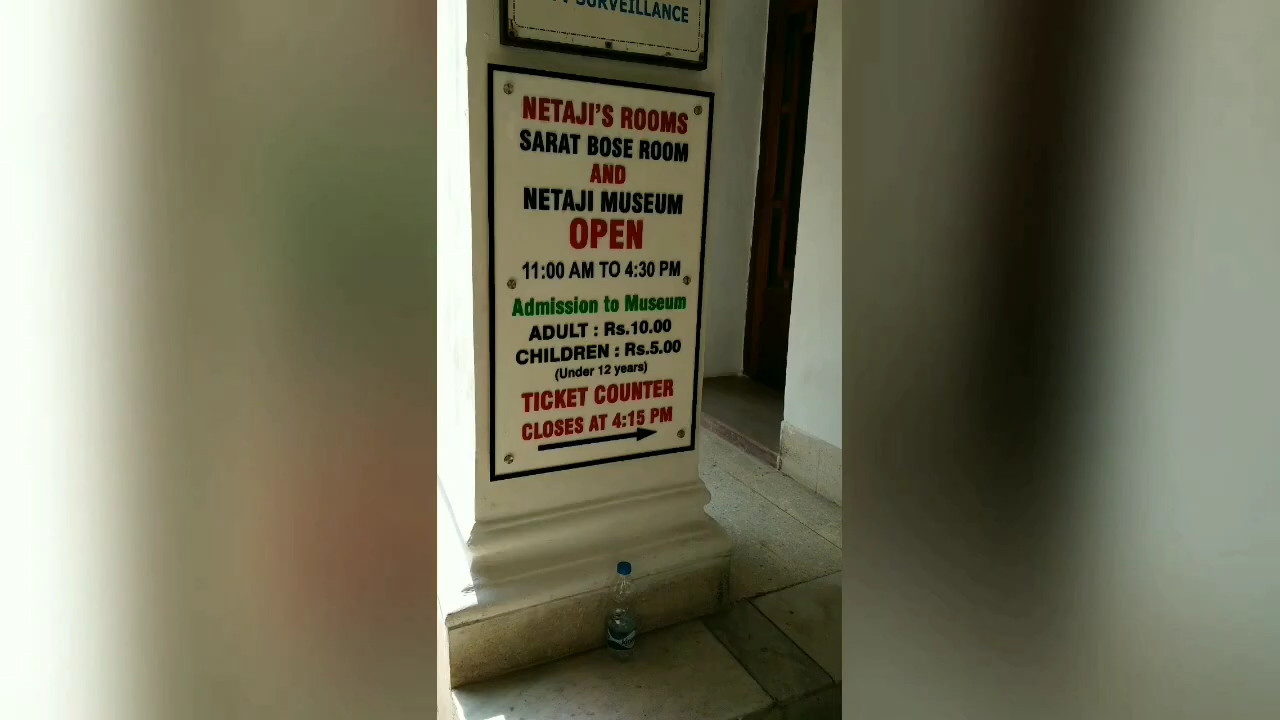 SURVEILLANCE
NETAJI'S ROOMS
SARAT BOSE ROOM
AND
NETAJI MUSEUM
OPEN
11:00 AM TO 4:30 PM
Admission to Museum
ADULT : Rs.10.00
CHILDREN : Rs.5.00
(Under 12 years)
TICKET COUNTER
CLOSES AT 4:15 PM